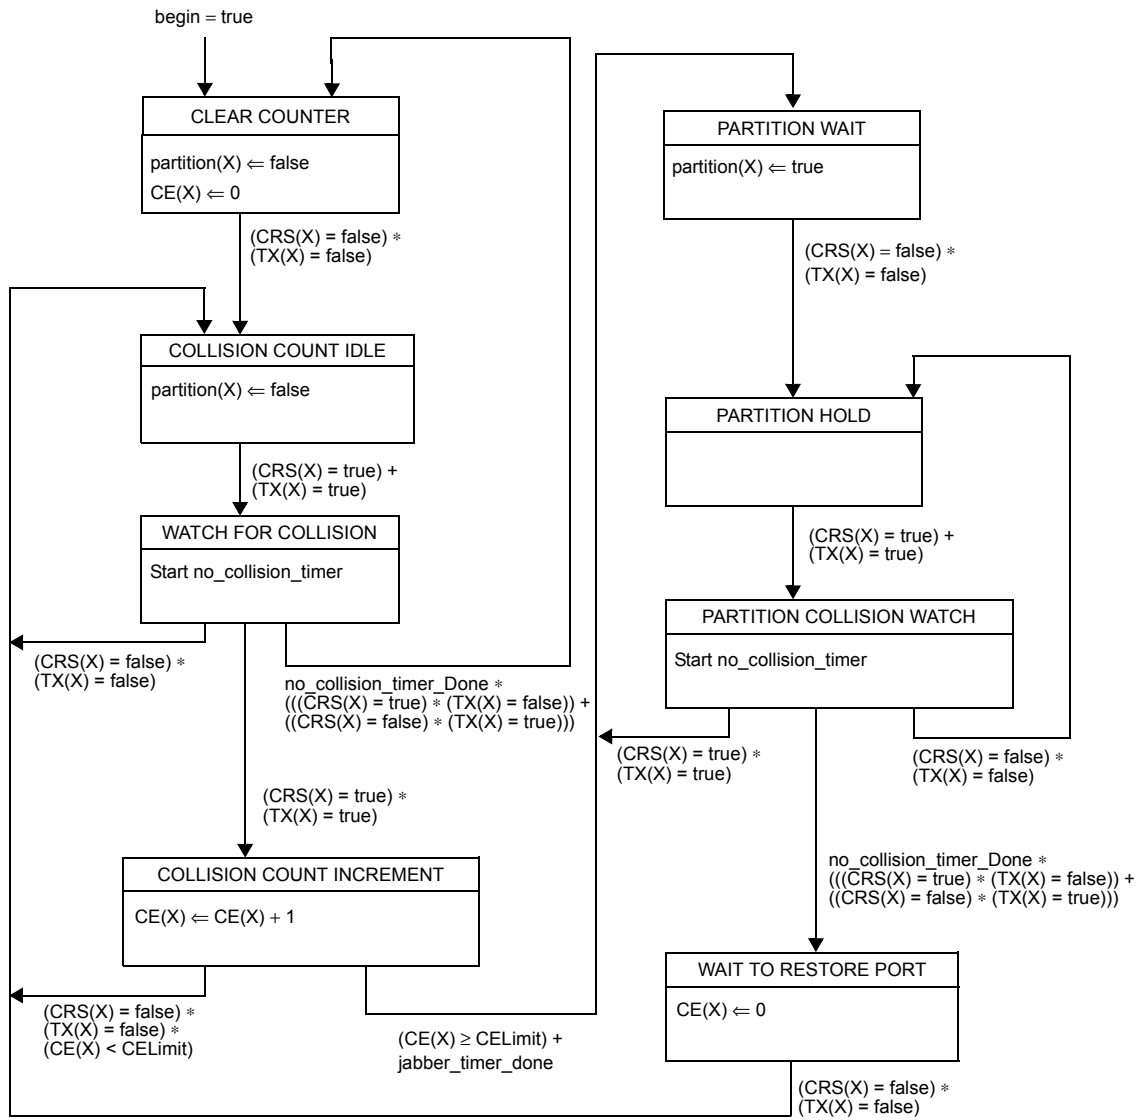 begin = true
CLEAR COUNTER
partition(X) ⇐ false
CE(X) ⇐ 0
(CRS(X) = false) *
(TX(X) = false)
COLLISION COUNT IDLE
partition(X) ⇐ false
(CRS(X) = true) +
(TX(X) = true)
WATCH FOR COLLISION
Start no_collision_timer
(CRS(X) = false) *
(TX(X) = false)
no_collision_timer_Done *
(((CRS(X) = true) * (TX(X) = false)) +
((CRS(X) = false) * (TX(X) = true)))
(CRS(X) = true) *
(TX(X) = true)
COLLISION COUNT INCREMENT
CE(X) ⇐ CE(X) + 1
(CRS(X) = false) *
(TX(X) = false) *
(CE(X) < CELimit)
(CE(X) ≥ CELimit) +
jabber_timer_done
PARTITION WAIT
partition(X) ⇐ true
(CRS(X) = false) *
(TX(X) = false)
PARTITION HOLD
(CRS(X) = true) +
(TX(X) = true)
PARTITION COLLISION WATCH
Start no_collision_timer
(CRS(X) = true) *
(TX(X) = true)
(CRS(X) = false) *
(TX(X) = false)
no_collision_timer_Done *
(((CRS(X) = true) * (TX(X) = false)) +
((CRS(X) = false) * (TX(X) = true)))
WAIT TO RESTORE PORT
CE(X) ⇐ 0
(CRS(X) = false) *
(TX(X) = false)